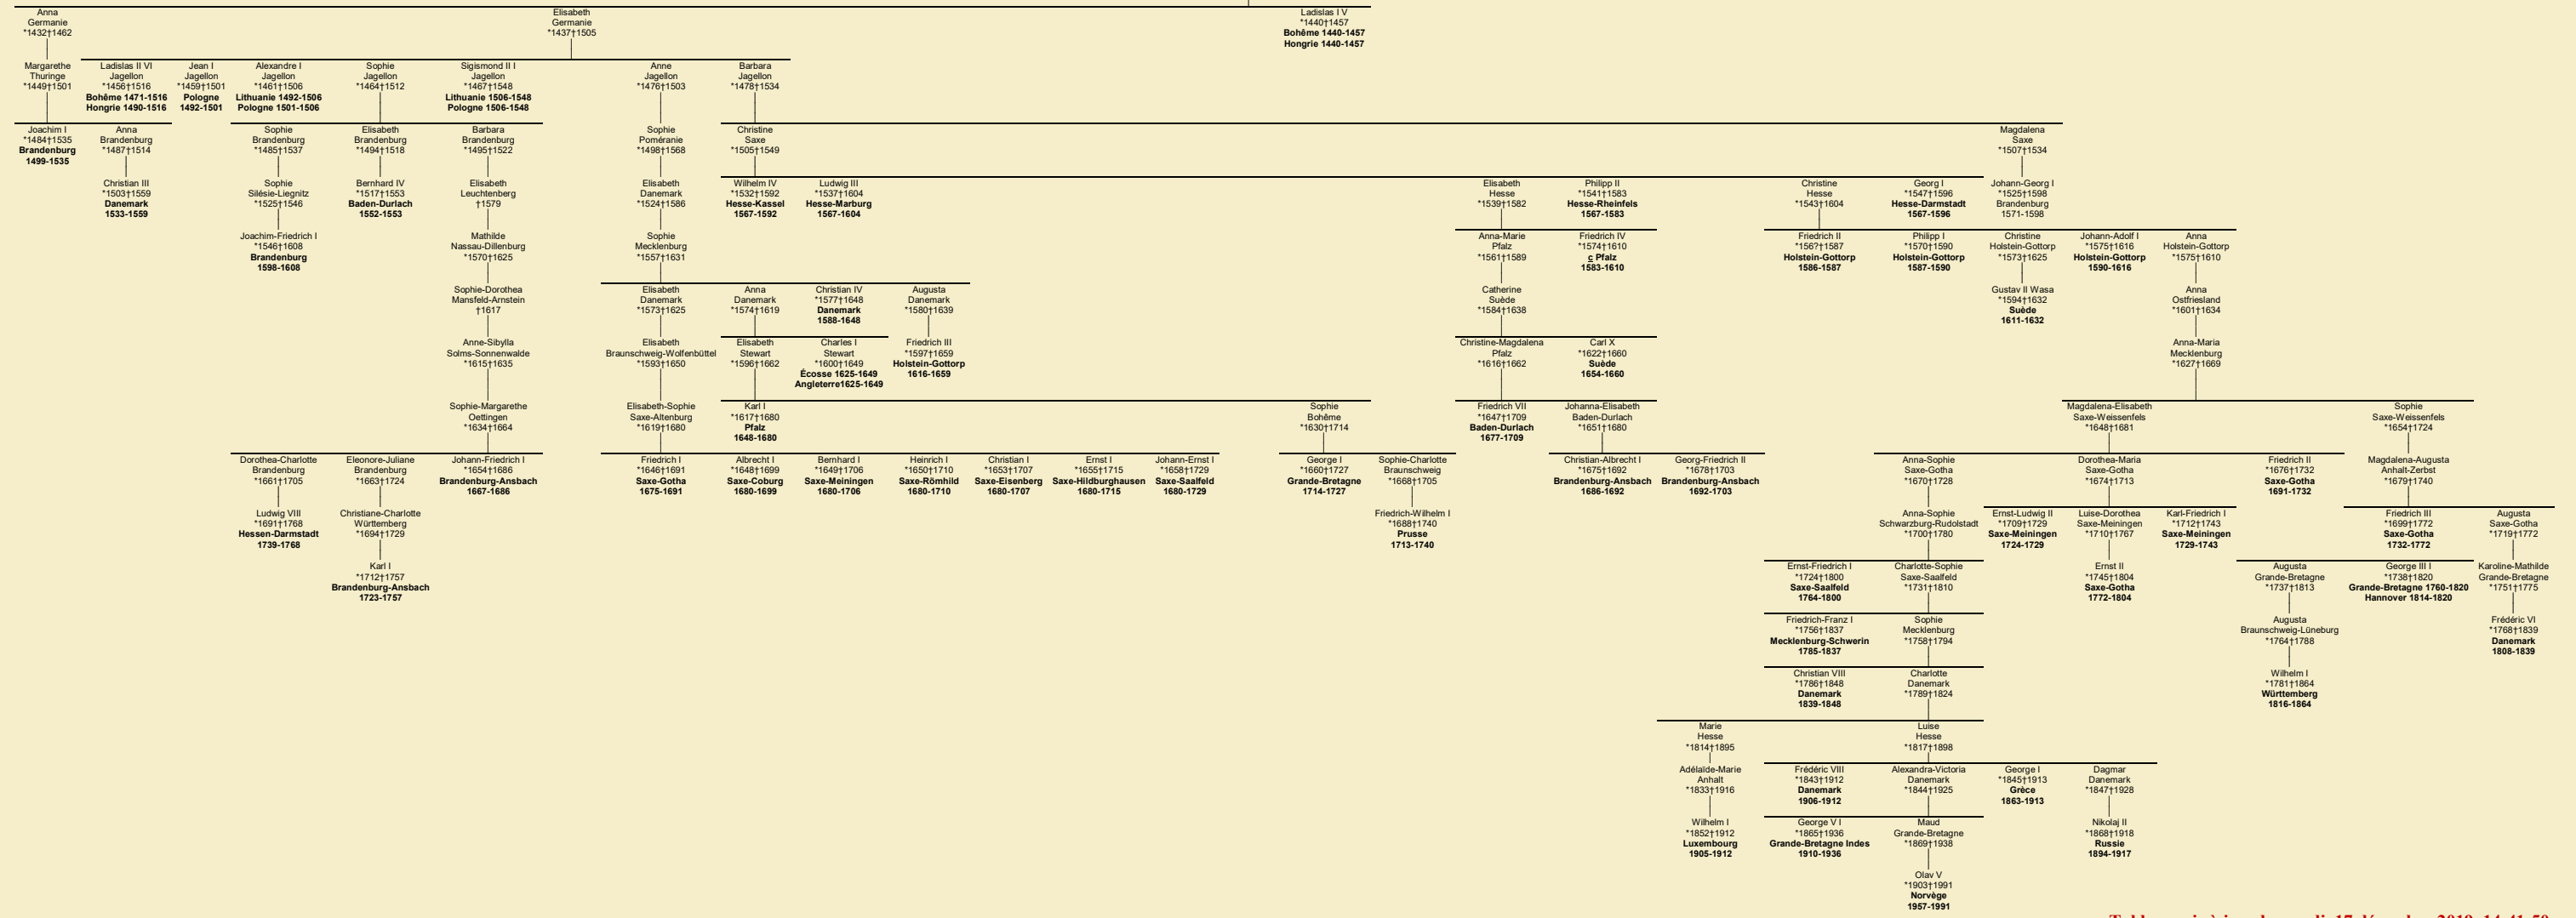 Anna
Germanie
*1432†1462
Elisabeth
Germanie
*1437†1505
Ladislas I V
*1440†1457
Bohême 1440-1457
Hongrie 1440-1457
Margarethe
Thuringe
*1449†1501
Ladislas II VI
Jagellon
*1456†1516
Bohême 1471-1516
Hongrie 1490-1516
Jean I
Jagellon
*1459†1501
Pologne
1492-1501
Alexandre I
Jagellon
*1461†1506
Lithuanie 1492-1506
Pologne 1501-1506
Sophie
Jagellon
*1464†1512
Sigismond II I
Jagellon
*1467†1548
Lithuanie 1506-1548
Pologne 1506-1548
Anne
Jagellon
*1476†1503
Barbara
Jagellon
*1478†1534
Joachim I
*1484†1535
Brandenburg
1499-1535
Anna
Brandenburg
*1487†1514
Sophie
Brandenburg
*1485†1537
Elisabeth
Brandenburg
*1494†1518
Barbara
Brandenburg
*1495†1522
Sophie
Poméranie
*1498†1568
Christine
Saxe
*1505†1549
Magdalena
Saxe
*1507†1534
Christian III
*1503†1559
Danemark
1533-1559
Sophie
Silésie-Liegnitz
*1525†1546
Bernhard IV
*1517†1553
Baden-Durlach
1552-1553
Elisabeth
Leuchtenberg
†1579
Elisabeth
Danemark
*1524†1586
Wilhelm IV
*1532†1592
Hesse-Kassel
1567-1592
Ludwig III
*1537†1604
Hesse-Marburg
1567-1604
Elisabeth
Hesse
*1539†1582
Philipp II
*1541†1583
Hesse-Rheinfels
1567-1583
Christine
Hesse
*1543†1604
Georg I
*1547†1596
Hesse-Darmstadt
1567-1596
Johann-Georg I
*1525†1598
Brandenburg
1571-1598
Joachim-Friedrich I
*1546†1608
Brandenburg
1598-1608
Mathilde
Nassau-Dillenburg
*1570†1625
Sophie
Mecklenburg
*1557†1631
Anna-Marie
Pfalz
*1561†1589
Friedrich IV
*1574†1610
c Pfalz
1583-1610
Friedrich II
*156?†1587
Holstein-Gottorp
1586-1587
Philipp I
*1570†1590
Holstein-Gottorp
1587-1590
Christine
Holstein-Gottorp
*1573†1625
Johann-Adolf I
*1575†1616
Holstein-Gottorp
1590-1616
Anna
Holstein-Gottorp
*1575†1610
Sophie-Dorothea
Mansfeld-Arnstein
†1617
Elisabeth
Danemark
*1573†1625
Anna
Danemark
*1574†1619
Christian IV
*1577†1648
Danemark
1588-1648
Augusta
Danemark
*1580†1639
Catherine
Suède
*1584†1638
Gustav II Wasa
*1594†1632
Suède
1611-1632
Anna
Ostfriesland
*1601†1634
Anne-Sibylla
Solms-Sonnenwalde
*1615†1635
Elisabeth
Braunschweig-Wolfenbüttel
*1593†1650
Elisabeth
Stewart
*1596†1662
Charles I
Stewart
*1600†1649
Écosse 1625-1649
Angleterre1625-1649
Friedrich III
*1597†1659
Holstein-Gottorp
1616-1659
Christine-Magdalena
Pfalz
*1616†1662
Carl X
*1622†1660
Suède
1654-1660
Anna-Maria
Mecklenburg
*1627†1669
Sophie-Margarethe
Oettingen
*1634†1664
Elisabeth-Sophie
Saxe-Altenburg
*1619†1680
Karl I
*1617†1680
Pfalz
1648-1680
Sophie
Bohême
*1630†1714
Friedrich VII
*1647†1709
Baden-Durlach
1677-1709
Johanna-Elisabeth
Baden-Durlach
*1651†1680
Magdalena-Elisabeth
Saxe-Weissenfels
*1648†1681
Sophie
Saxe-Weissenfels
*1654†1724
Dorothea-Charlotte
Brandenburg
*1661†1705
Eleonore-Juliane
Brandenburg
*1663†1724
Johann-Friedrich I
*1654†1686
Brandenburg-Ansbach
1667-1686
Friedrich I
*1646†1691
Saxe-Gotha
1675-1691
Albrecht I
*1648†1699
Saxe-Coburg
1680-1699
Bernhard I
*1649†1706
Saxe-Meiningen
1680-1706
Heinrich I
*1650†1710
Saxe-Römhild
1680-1710
Christian I
*1653†1707
Saxe-Eisenberg
1680-1707
Ernst I
*1655†1715
Saxe-Hildburghausen
1680-1715
Johann-Ernst I
*1658†1729
Saxe-Saalfeld
1680-1729
George I
*1660†1727
Grande-Bretagne
1714-1727
Sophie-Charlotte
Braunschweig
*1668†1705
Christian-Albrecht I
*1675†1692
Brandenburg-Ansbach
1686-1692
Georg-Friedrich II
*1678†1703
Brandenburg-Ansbach
1692-1703
Anna-Sophie
Saxe-Gotha
*1670†1728
Dorothea-Maria
Saxe-Gotha
*1674†1713
Friedrich II
*1676†1732
Saxe-Gotha
1691-1732
Magdalena-Augusta
Anhalt-Zerbst
*1679†1740
Ludwig VIII
*1691†1768
Hessen-Darmstadt
1739-1768
Christiane-Charlotte
Württemberg
*1694†1729
Friedrich-Wilhelm I
*1688†1740
Prusse
1713-1740
Anna-Sophie
Schwarzburg-Rudolstadt
*1700†1780
Ernst-Ludwig II
*1709†1729
Saxe-Meiningen
1724-1729
Luise-Dorothea
Saxe-Meiningen
*1710†1767
Karl-Friedrich I
*1712†1743
Saxe-Meiningen
1729-1743
Friedrich III
*1699†1772
Saxe-Gotha
1732-1772
Augusta
Saxe-Gotha
*1719†1772
Karl I
*1712†1757
Brandenburg-Ansbach
1723-1757
Ernst-Friedrich I
*1724†1800
Saxe-Saalfeld
1764-1800
Charlotte-Sophie
Saxe-Saalfeld
*1731†1810
Ernst II
*1745†1804
Saxe-Gotha
1772-1804
Augusta
Grande-Bretagne
*1737†1813
George III I
*1738†1820
Grande-Bretagne 1760-1820
Hannover 1814-1820
Karoline-Mathilde
Grande-Bretagne
*1751†1775
Friedrich-Franz I
*1756†1837
Mecklenburg-Schwerin
1785-1837
Sophie
Mecklenburg
*1758†1794
Augusta
Braunschweig-Lüneburg
*1764†1788
Frédéric VI
*1768†1839
Danemark
1808-1839
Christian VIII
*1786†1848
Danemark
1839-1848
Charlotte
Danemark
*1789†1824
Wilhelm I
*1781†1864
Württemberg
1816-1864
Marie
Hesse
*1814†1895
Luise
Hesse
*1817†1898
Adélaïde-Marie
Anhalt
*1833†1916
Frédéric VIII
*1843†1912
Danemark
1906-1912
Alexandra-Victoria
Danemark
*1844†1925
George I
*1845†1913
Grèce
1863-1913
Dagmar
Danemark
*1847†1928
Wilhelm I
*1852†1912
Luxembourg
1905-1912
George V I
*1865†1936
Grande-Bretagne Indes
1910-1936
Maud
Grande-Bretagne
*1869†1938
Nikolaj II
*1868†1918
Russie
1894-1917
Olav V
*1903†1991
Norvège
1957-1991